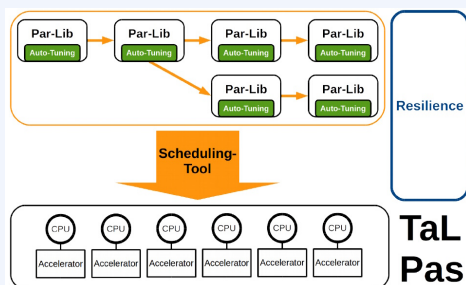 Par-Lib Par-Lib Par-Lib Par-Lib
Auto-Tuning Auto-Tuning Auto-Tuning Auto-Tuning
Par-Lib Par-Lib
Auto-Tuning Auto-Tuning
Resilience
Scheduling-
Tool
CPU CPU CPU CPU CPU CPU
Accelerator Accelerator Accelerator Accelerator Accelerator Accelerator
TaL
Pas